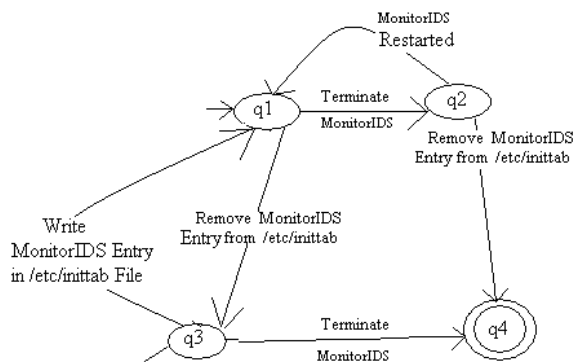 MonitorIDS
Restarted
q1
Terminate
MonitorIDS
q2
Remove MonitorIDS
Entry from /etc/inittab
Write
MonitorIDS Entry
in /etc/inittab File
Remove MonitorIDS
Entry from /etc/inittab
q3
Terminate
MonitorIDS
q4